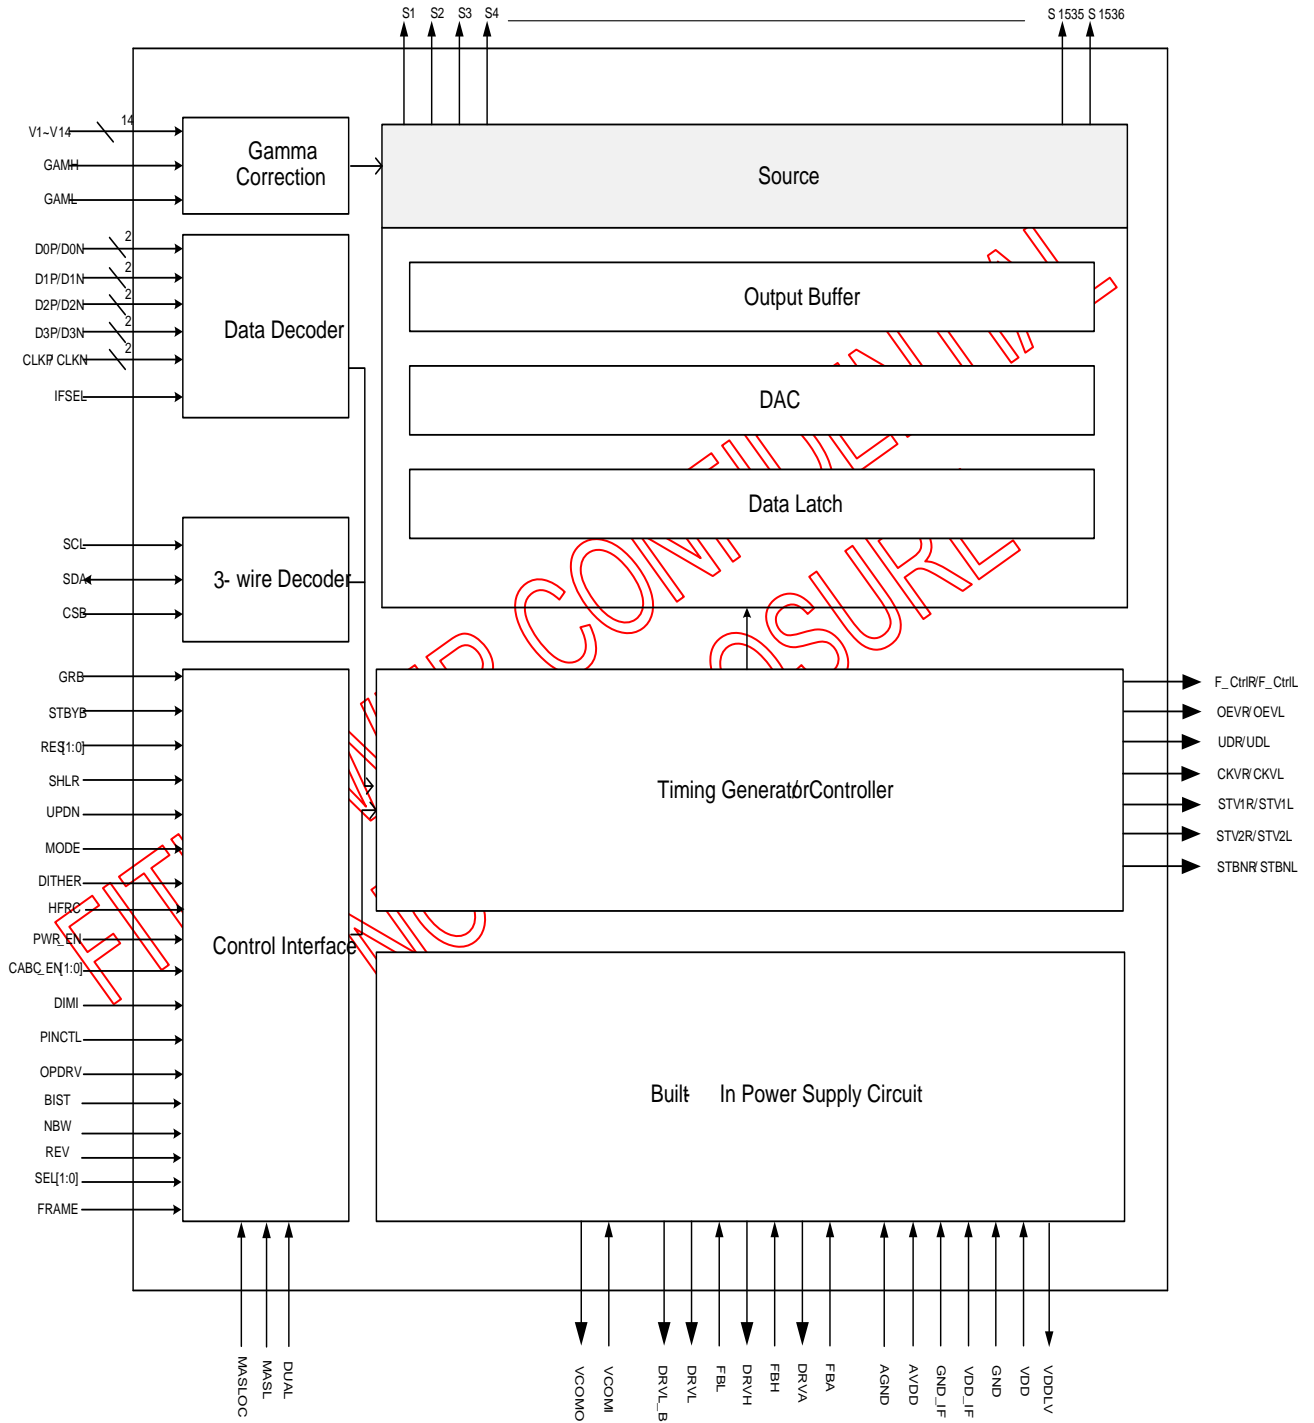 S1 S2 S3 S4 S 1535 S 1536
V1~V14 14
GAMH
GAML
Gamma
Correction
Source
D0P/D0N 2
D1P/D1N 2
D2P/D2N 2
D3P/D3N 2
CLKP/ CLKN 2
IFSEL
Data Decoder
Output Buffer
DAC
Data Latch
SCL
SDA
CSB
3- wire Decoder
GRB
STBYB
RES[1:0]
SHLR
UPDN
MODE
DITHER
HFRC
PWR_EN
CABC_EN[1:0]
DIMI
PINCTL
OPDRV
BIST
NBW
REV
SEL[1:0]
FRAME
Control Interface
Timing Generator/Controller
F_CtrlR/F_CtrlL
OEVR/OEVL
UDR/UDL
CKVR/CKVL
STV1R/STV1L
STV2R/STV2L
STBNR/STBNL
Built- In Power Supply Circuit
MASLOC
MASL
DUAL
VCOMO
VCOMI
DRVL_B
DRVL
FBL
DRVH
FBH
DRVA
FBA
AGND
AVDD
GND_IF
VDD_IF
GND
VDD
VDDLV